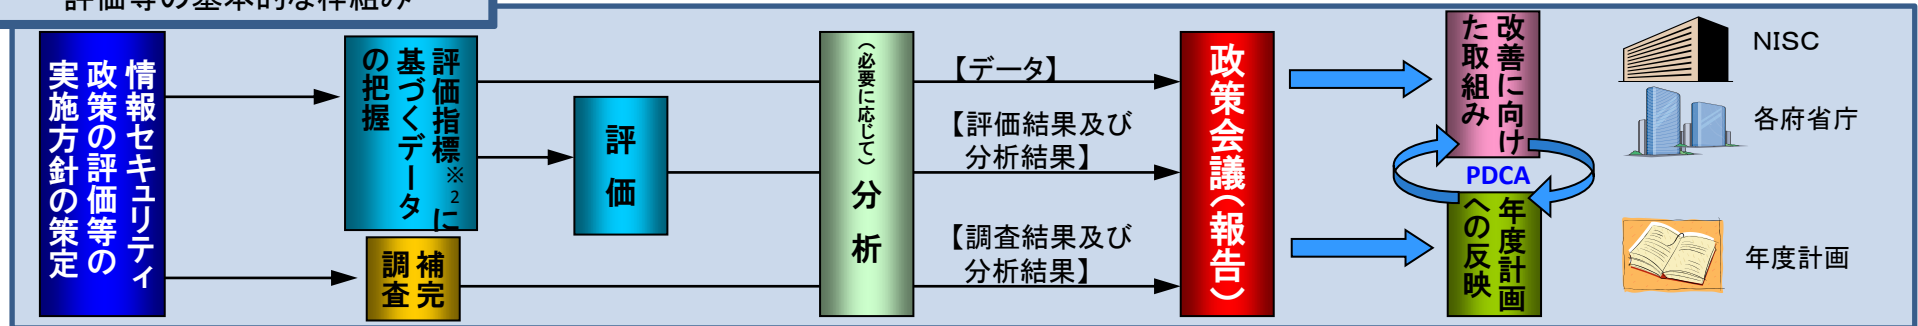 評価等の基本的な枠組み
情報セキュリティ
政策の評価等の
実施方針の策定
評価指標※2に
基づくデータ
の把握
補完
調査
評価
（必要に応じて）分析
【データ】
【評価結果及び
分析結果】
【調査結果及び
分析結果】
政策会議（報告）
改善に向け
た取組み
PDCA
年度計画
への反映
NISC
各府省庁
年度計画